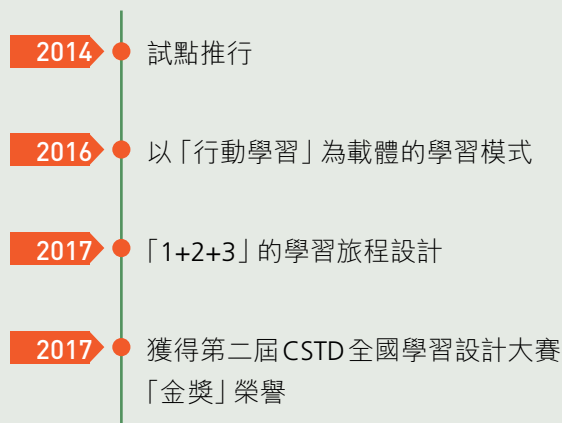 2014 試點推行
2016 以「行動學習」為載體的學習模式
2017 「1+2+3」的學習旅程設計
2017 獲得第二屆CSTD全國學習設計大賽
「金獎」榮譽